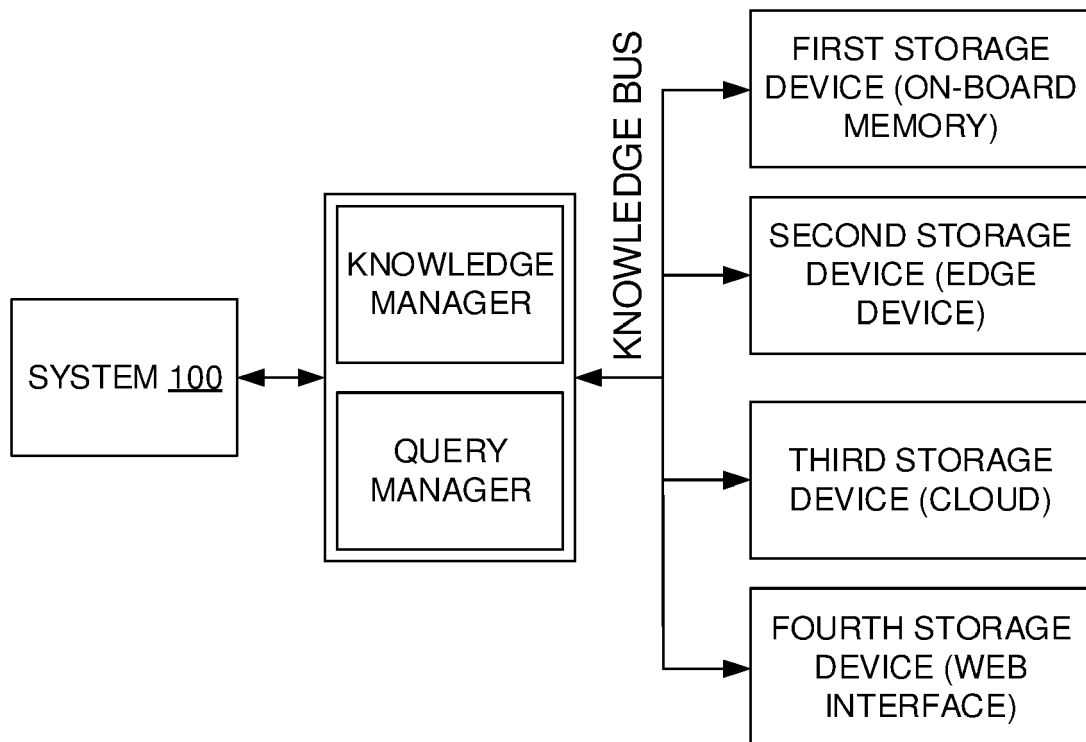 SYSTEM 100
KNOWLEDGE
MANAGER
QUERY
MANAGER
KNOWLEDGE BUS
FIRST STORAGE
DEVICE (ON-BOARD
MEMORY)
SECOND STORAGE
DEVICE (EDGE
DEVICE)
THIRD STORAGE
DEVICE (CLOUD)
FOURTH STORAGE
DEVICE (WEB
INTERFACE)